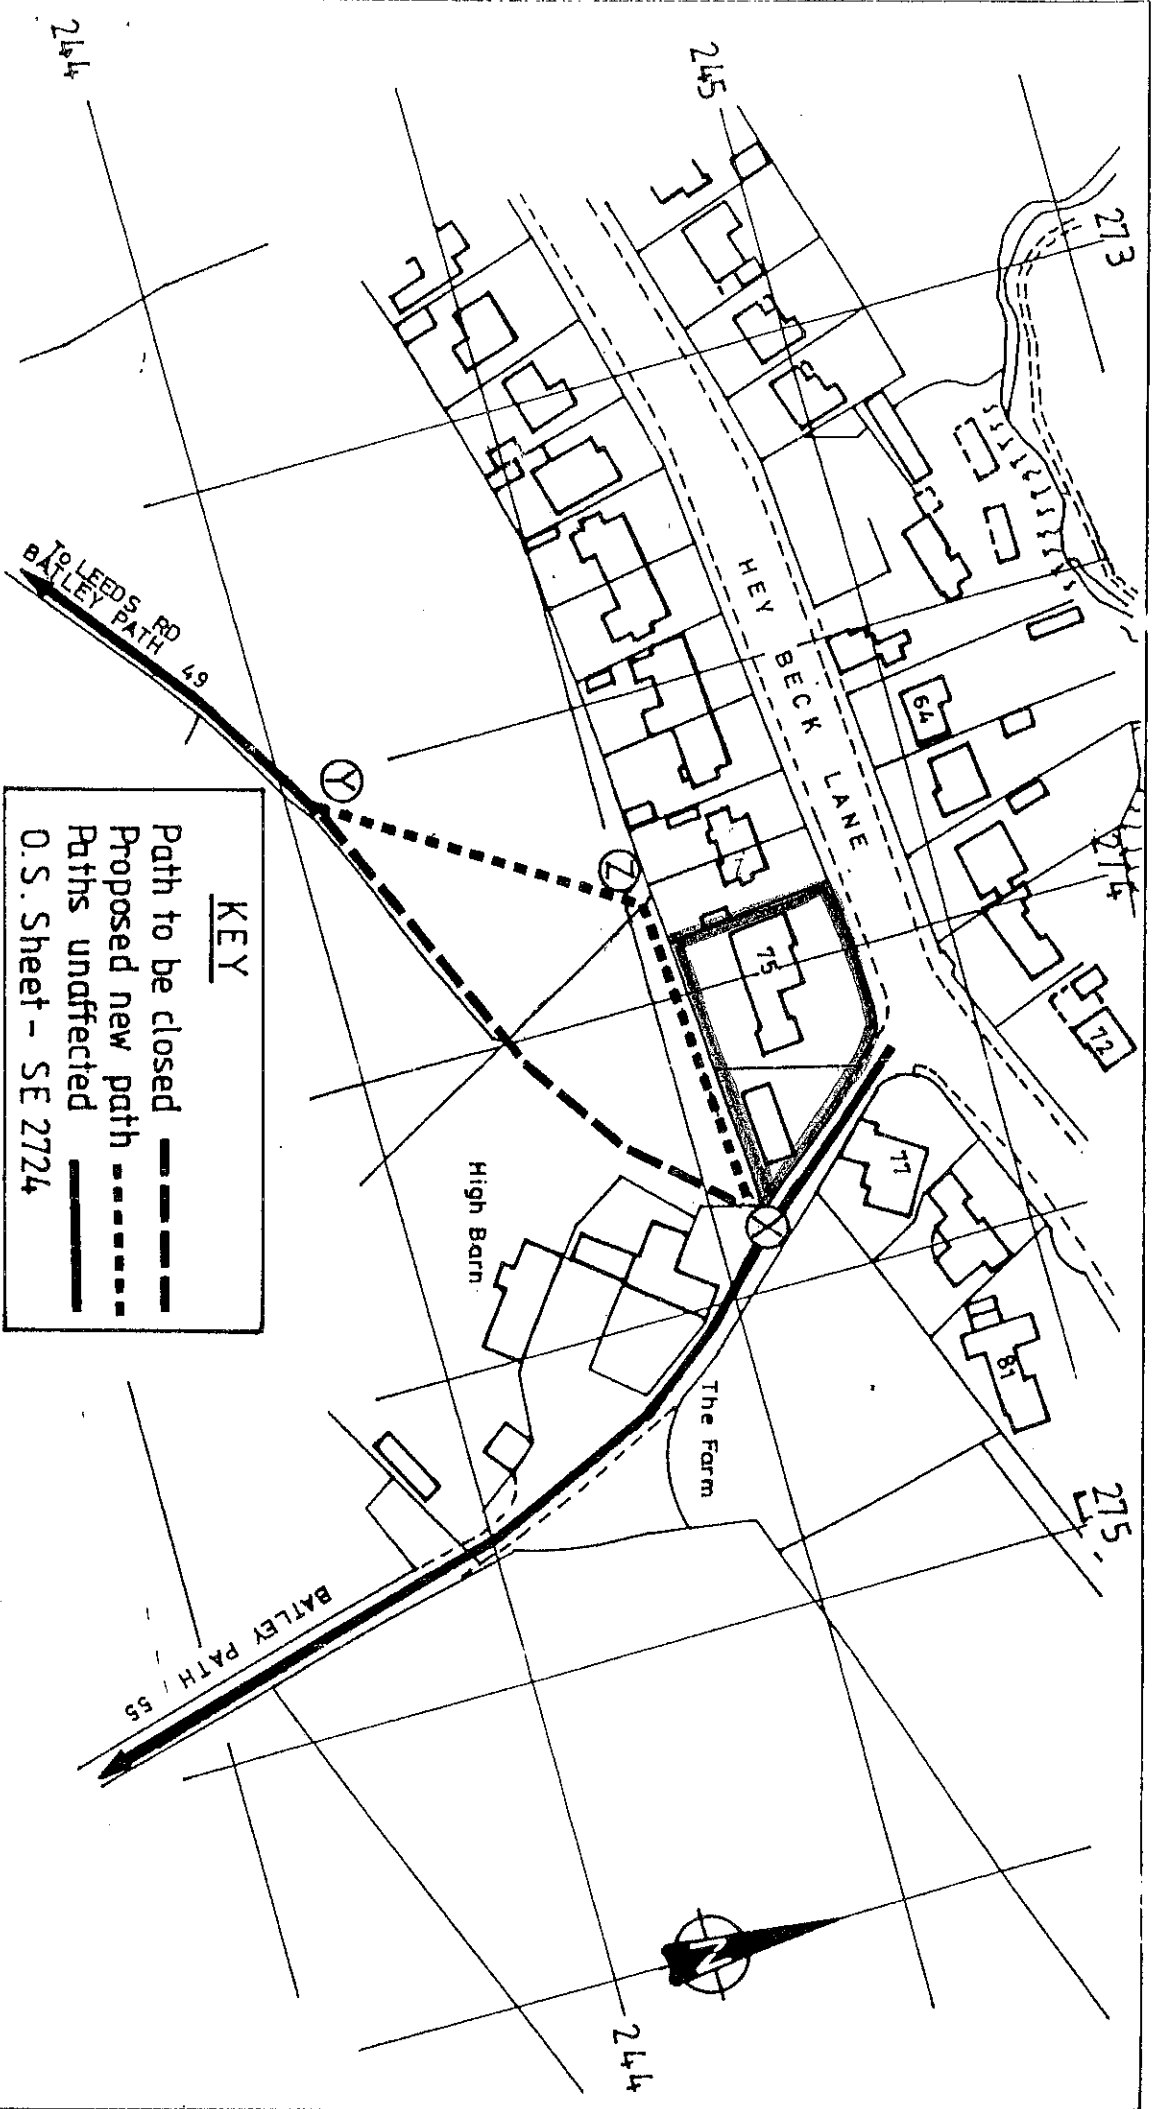 244
245
273
274
275
244
HEY BECK LANE
64
72
75
77
81
TO LEEDS RD
BATLEY PATH 49
Y
Z
X
High Barn
The Farm
BATLEY PATH 55
N
KEY
Path to be closed
Proposed new path
Paths unaffected
O.S. Sheet - SE 2724